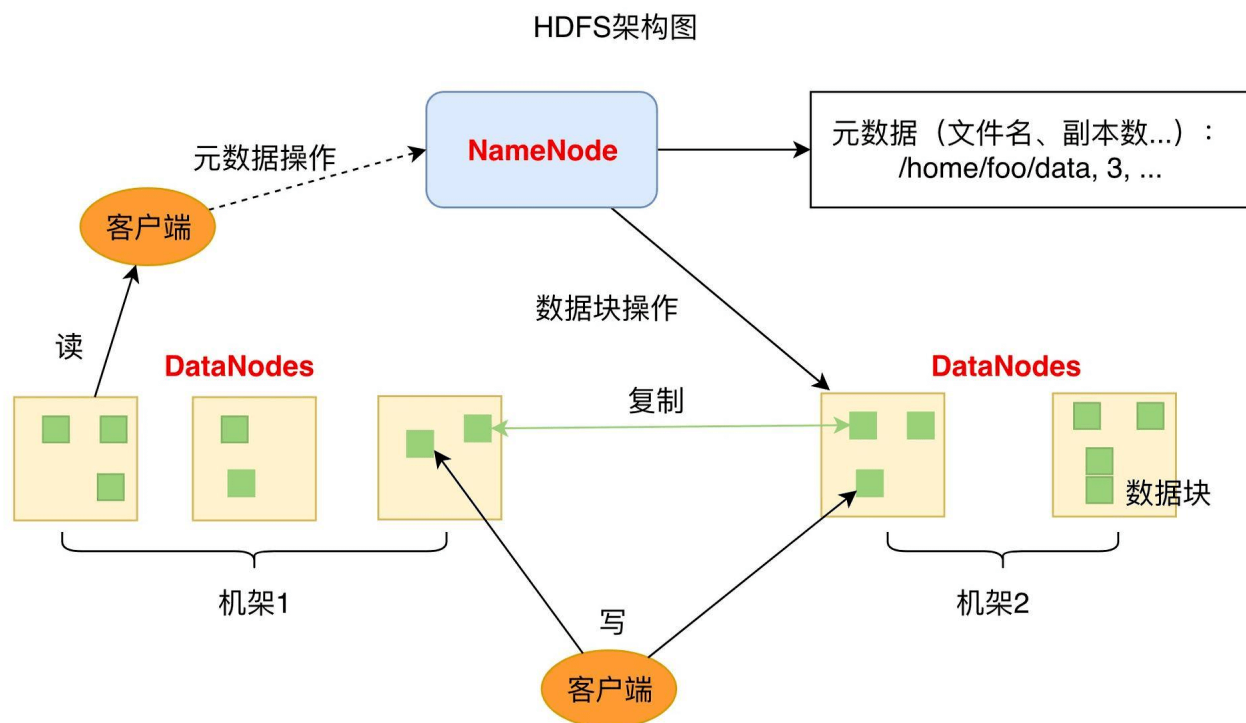 HDFS架构图
NameNode
元数据（文件名、副本数...）:
/home/foo/data, 3, ...
元数据操作
客户端
数据块操作
读
DataNodes
DataNodes
复制
数据块
机架1
机架2
写
客户端